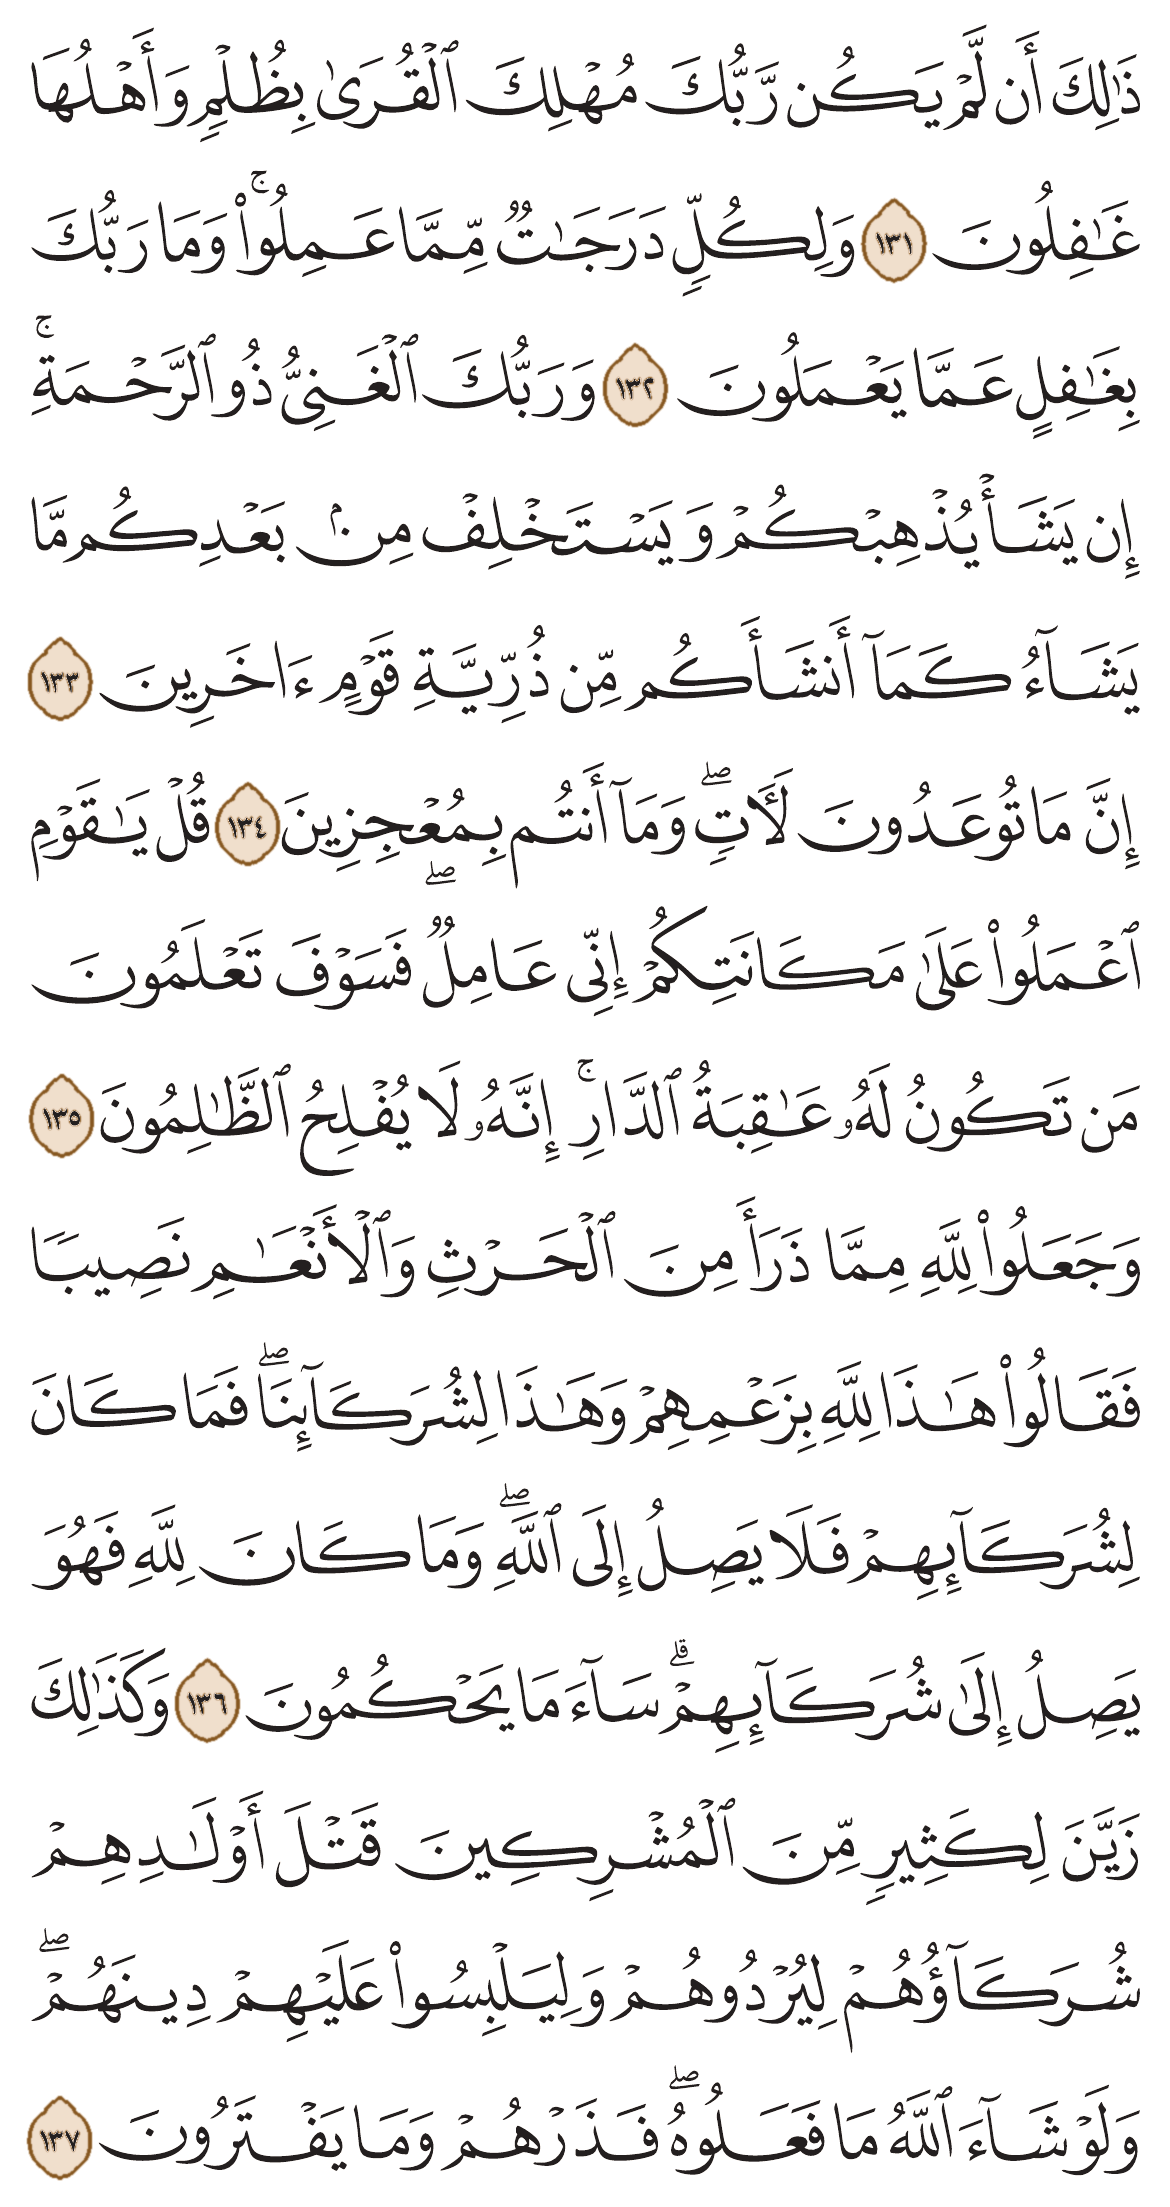 ذَٰلِكَ أَن لَّمۡ يَكُن رَّبُّكَ مُهۡلِكَ ٱلۡقُرَىٰ بِظُلۡمٖ وَأَهۡلُهَا
غَٰفِلُونَ ١٣١ وَلِكُلّٖ دَرَجَٰتٞ مِّمَّا عَمِلُواْۚ وَمَا رَبُّكَ
بِغَٰفِلٍ عَمَّا يَعۡمَلُونَ ١٣٢ وَرَبُّكَ ٱلۡغَنِيُّ ذُو ٱلرَّحۡمَةِۚ
إِن يَشَأۡ يُذۡهِبۡكُمۡ وَيَسۡتَخۡلِفۡ مِنۢ بَعۡدِكُم مَّا
يَشَآءُ كَمَآ أَنشَأَكُم مِّن ذُرِّيَّةِ قَوۡمٍ ءَاخَرِينَ ١٣٣
إِنَّ مَا تُوعَدُونَ لَأٓتٖۖ وَمَآ أَنتُم بِمُعۡجِزِينَ ١٣٤ قُلۡ يَٰقَوۡمِ
ٱعۡمَلُواْ عَلَىٰ مَكَانَتِكُمۡ إِنِّي عَامِلٞۖ فَسَوۡفَ تَعۡلَمُونَ
مَن تَكُونُ لَهُۥ عَٰقِبَةُ ٱلدَّارِۚ إِنَّهُۥ لَا يُفۡلِحُ ٱلظَّٰلِمُونَ ١٣٥
وَجَعَلُواْ لِلَّهِ مِمَّا ذَرَأَ مِنَ ٱلۡحَرۡثِ وَٱلۡأَنۡعَٰمِ نَصِيبٗا
فَقَالُواْ هَٰذَا لِلَّهِ بِزَعۡمِهِمۡ وَهَٰذَا لِشُرَكَآئِنَاۖ فَمَا كَانَ
لِشُرَكَآئِهِمۡ فَلَا يَصِلُ إِلَى ٱللَّهِۖ وَمَا كَانَ لِلَّهِ فَهُوَ
يَصِلُ إِلَىٰ شُرَكَآئِهِمۡۗ سَآءَ مَا يَحۡكُمُونَ ١٣٦ وَكَذَٰلِكَ
زَيَّنَ لِكَثِيرٖ مِّنَ ٱلۡمُشۡرِكِينَ قَتۡلَ أَوۡلَٰدِهِمۡ
شُرَكَآؤُهُمۡ لِيُرۡدُوهُمۡ وَلِيَلۡبِسُواْ عَلَيۡهِمۡ دِينَهُمۡۖ
وَلَوۡ شَآءَ ٱللَّهُ مَا فَعَلُوهُۖ فَذَرۡهُمۡ وَمَا يَفۡتَرُونَ ١٣٧